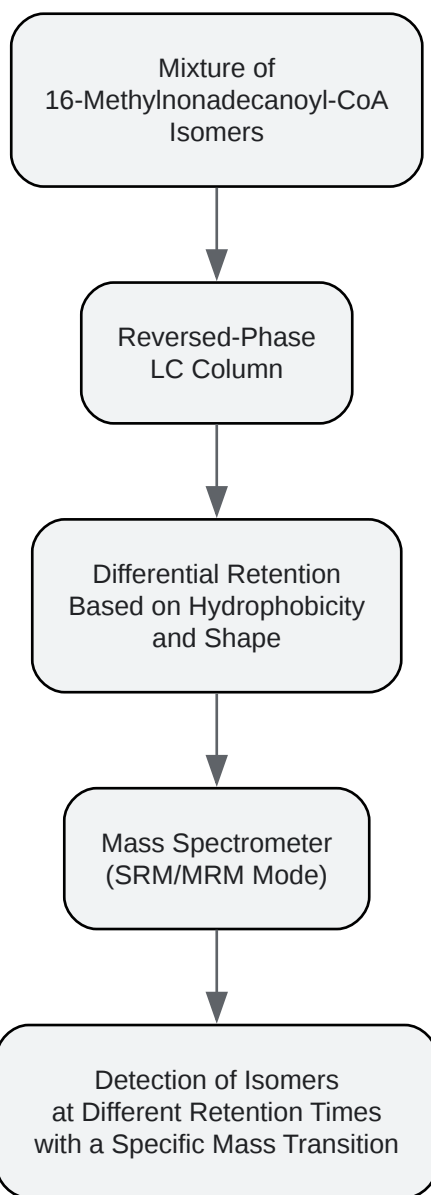 Mixture of
16-Methylnonadecanoyl-CoA
Isomers
Reversed-Phase
LC Column
Differential Retention
Based on Hydrophobicity
and Shape
Mass Spectrometer
(SRM/MRM Mode)
Detection of Isomers
at Different Retention Times
with a Specific Mass Transition